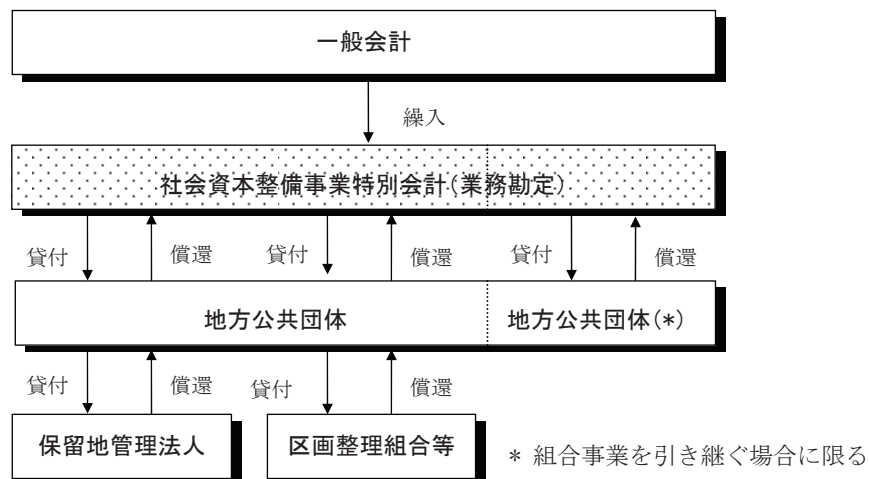 一般会計
繰入
社会資本整備事業特別会計(業務勘定)
貸付 償還 貸付 償還 貸付 償還
地方公共団体 地方公共団体(*)
貸付 償還 貸付 償還
保留地管理法人 区画整理組合等
* 組合事業を引き継ぐ場合に限る